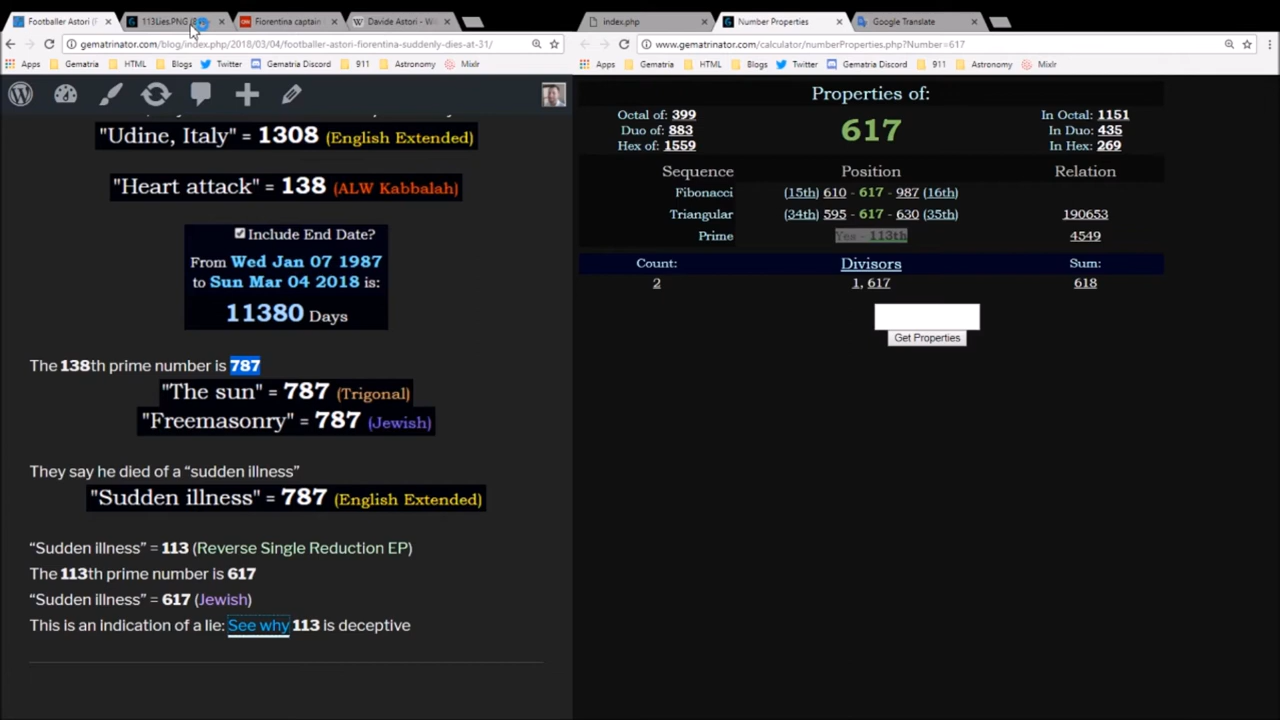 Footballer Astori (F
113Lies.PNG
Fiorentina captain
Davide Astori - Wi
gematrinator.com/blog/index.php/2018/03/04/footballer-astori-fiorentina-suddenly-dies-at-31/
Apps Gematria HTML Blogs Twitter Gematria Discord 911 Astronomy Mixlr
"Udine, Italy" = 1308 (English Extended)
"Heart attack" = 138 (ALW Kabbalah)
Include End Date?
From Wed Jan 07 1987
to Sun Mar 04 2018 is:
11380 Days
The 138th prime number is 787
"The sun" = 787 (Trigonal)
"Freemasonry" = 787 (Jewish)
They say he died of a “sudden illness”
"Sudden illness" = 787 (English Extended)
“Sudden illness” = 113 (Reverse Single Reduction EP)
The 113th prime number is 617
“Sudden illness” = 617 (Jewish)
This is an indication of a lie: See why 113 is deceptive
index.php
Number Properties
Google Translate
www.gematrinator.com/calculator/numberProperties.php?Number=617
Apps Gematria HTML Blogs Twitter Gematria Discord 911 Astronomy Mixlr
Properties of:
617
Octal of: 399
Duo of: 883
Hex of: 1559
In Octal: 1151
In Duo: 435
In Hex: 269
Sequence Position Relation
Fibonacci (15th) 610 - 617 - 987 (16th)
Triangular (34th) 595 - 617 - 630 (35th) 190653
Prime Yes - 113th 4549
Count: Divisors Sum:
2 1, 617 618
Get Properties